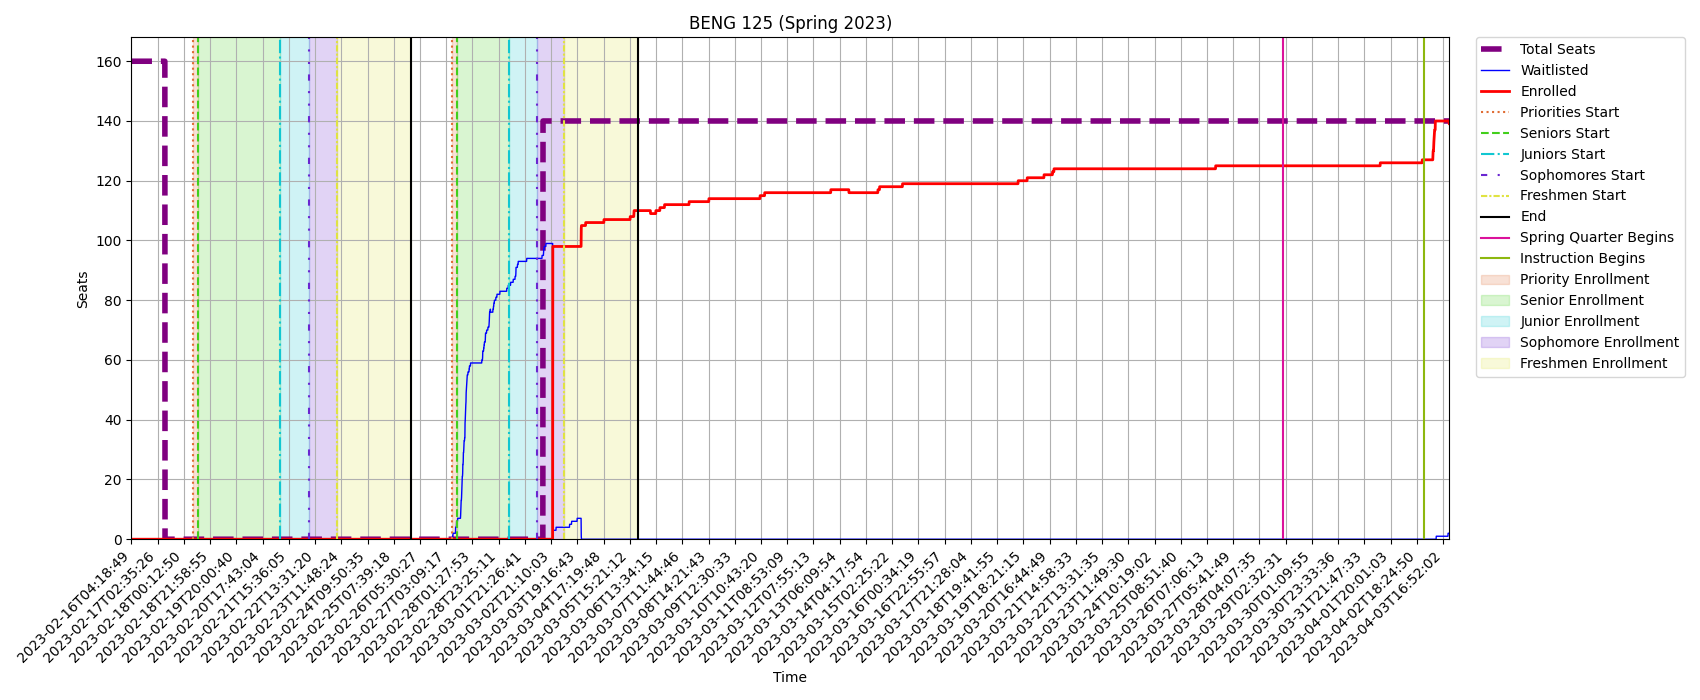 BENG 125 (Spring 2023)
160
140
120
100
80
60
40
20
0
Seats
2023-02-16T04:18:49
2023-02-17T02:35:26
2023-02-18T00:12:50
2023-02-18T21:58:55
2023-02-19T20:00:40
2023-02-20T17:43:04
2023-02-21T15:36:05
2023-02-22T13:31:20
2023-02-23T11:48:24
2023-02-24T09:50:35
2023-02-25T07:39:18
2023-02-26T05:30:27
2023-02-27T03:09:17
2023-02-28T01:27:53
2023-02-28T23:25:11
2023-03-01T21:26:41
2023-03-02T21:10:03
2023-03-03T19:16:43
2023-03-04T17:19:48
2023-03-05T15:21:12
2023-03-06T13:34:15
2023-03-07T11:44:46
2023-03-08T14:21:43
2023-03-09T12:30:33
2023-03-10T10:43:20
2023-03-11T08:53:09
2023-03-12T07:55:13
2023-03-13T06:09:54
2023-03-14T04:17:54
2023-03-15T02:25:22
2023-03-16T00:34:19
2023-03-16T22:55:57
2023-03-17T21:28:04
2023-03-18T19:41:55
2023-03-19T18:21:15
2023-03-20T16:44:49
2023-03-21T14:58:33
2023-03-22T13:31:35
2023-03-23T11:49:30
2023-03-24T10:19:02
2023-03-25T08:51:40
2023-03-26T07:06:13
2023-03-27T05:41:49
2023-03-28T04:07:35
2023-03-29T02:32:31
2023-03-30T01:09:55
2023-03-30T23:33:36
2023-03-31T21:47:33
2023-04-01T20:01:03
2023-04-02T18:24:50
2023-04-03T16:52:02
Time
Total Seats
Waitlisted
Enrolled
Priorities Start
Seniors Start
Juniors Start
Sophomores Start
Freshmen Start
End
Spring Quarter Begins
Instruction Begins
Priority Enrollment
Senior Enrollment
Junior Enrollment
Sophomore Enrollment
Freshmen Enrollment